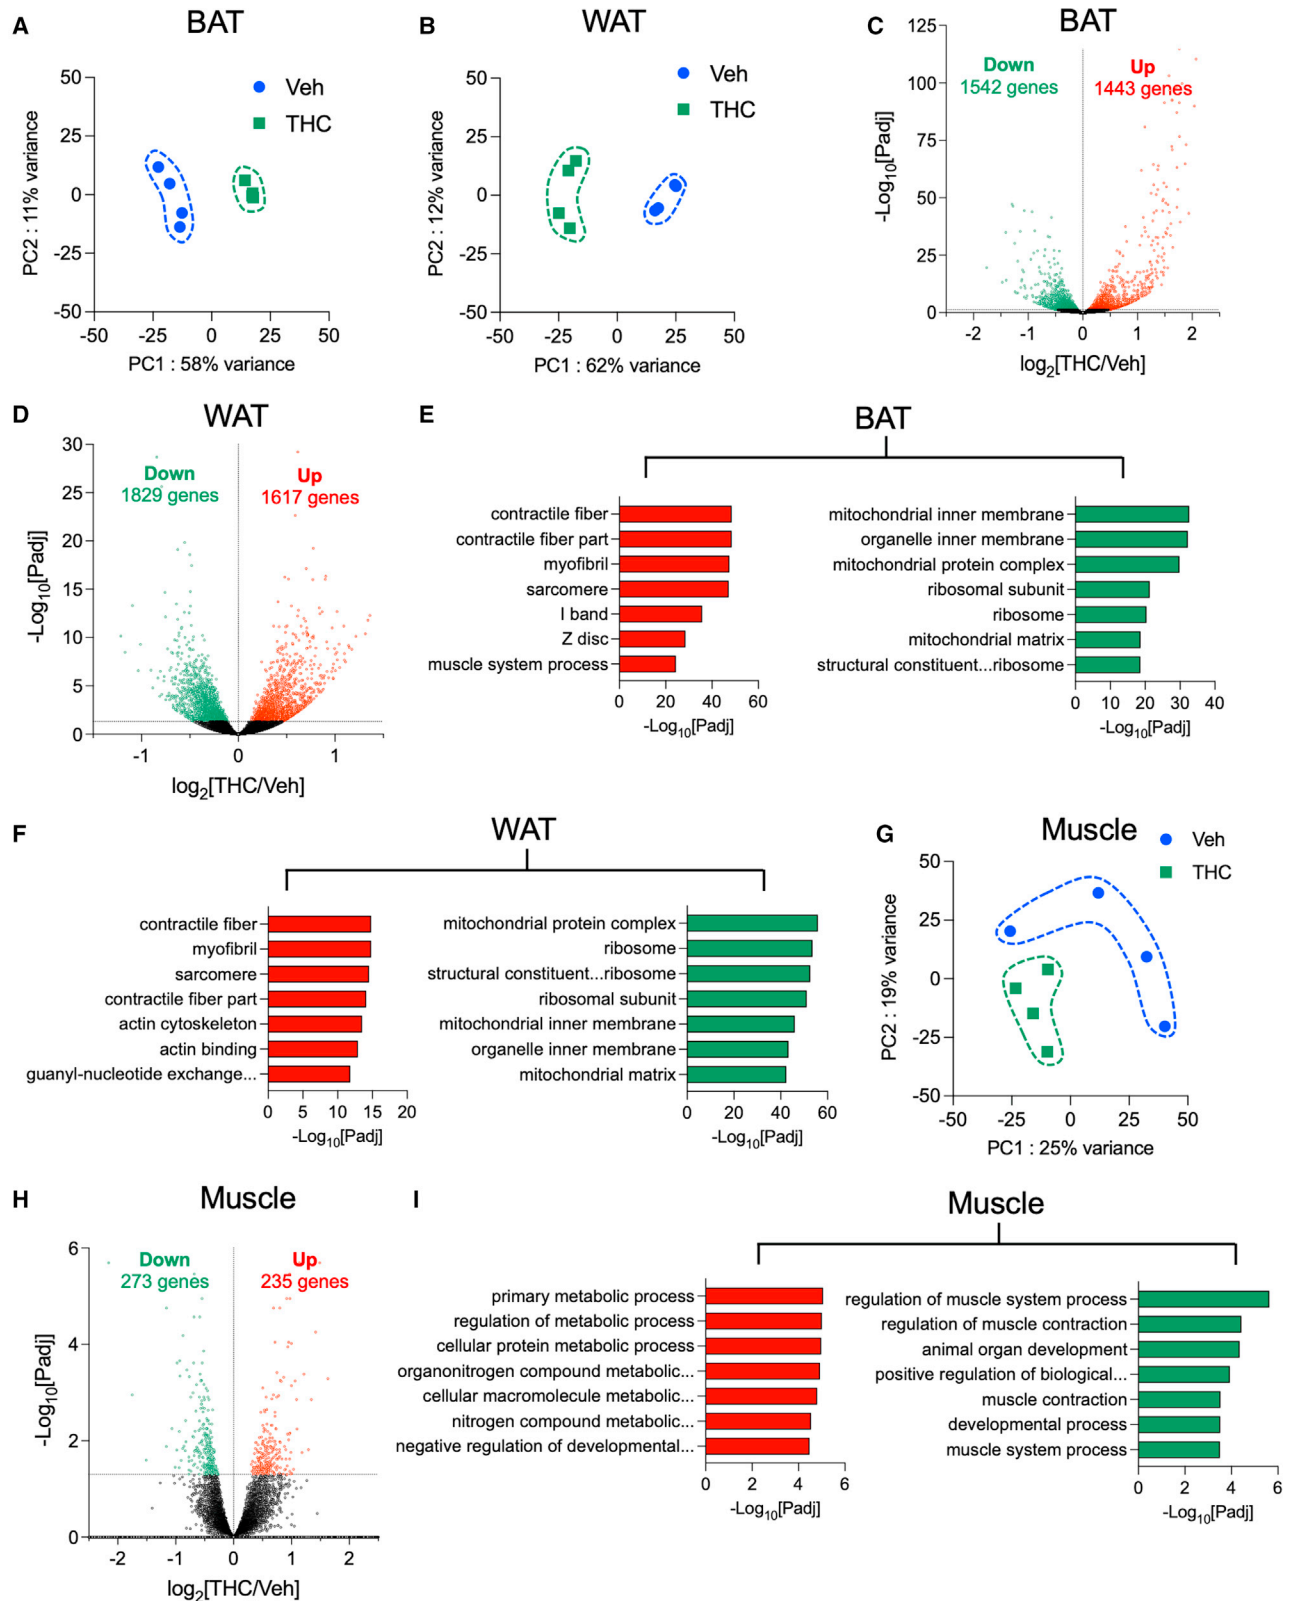 A
BAT
Veh
THC
50
25
0
-25
-50
-50 -25 0 25 50
PC2 : 11% variance
PC1 : 58% variance
B
WAT
Veh
THC
50
25
0
-25
-50
-50 -25 0 25 50
PC2 : 12% variance
PC1 : 62% variance
C
BAT
Down
1542 genes
Up
1443 genes
125
100
75
50
25
0
-2 -1 0 1 2
-Log10[Padj]
log2[THC/Veh]
D
WAT
Down
1829 genes
Up
1617 genes
30
25
20
15
10
5
0
-1 0 1
-Log10[Padj]
log2[THC/Veh]
E
BAT
contractile fiber
contractile fiber part
myofibril
sarcomere
I band
Z disc
muscle system process
0 20 40 60
-Log10[Padj]
mitochondrial inner membrane
organelle inner membrane
mitochondrial protein complex
ribosomal subunit
ribosome
mitochondrial matrix
structural constituent...ribosome
0 10 20 30 40
-Log10[Padj]
F
WAT
contractile fiber
myofibril
sarcomere
contractile fiber part
actin cytoskeleton
actin binding
guanyl-nucleotide exchange...
0 5 10 15 20
-Log10[Padj]
mitochondrial protein complex
ribosome
structural constituent...ribosome
ribosomal subunit
mitochondrial inner membrane
organelle inner membrane
mitochondrial matrix
0 20 40 60
-Log10[Padj]
G
Muscle
Veh
THC
50
25
0
-25
-50
-50 -25 0 25 50
PC2 : 19% variance
PC1 : 25% variance
H
Muscle
Down
273 genes
Up
235 genes
6
4
2
0
-2 -1 0 1 2
-Log10[Padj]
log2[THC/Veh]
I
Muscle
primary metabolic process
regulation of metabolic process
cellular protein metabolic process
organonitrogen compound metabolic...
cellular macromolecule metabolic...
nitrogen compound metabolic...
negative regulation of developmental...
0 2 4 6
-Log10[Padj]
regulation of muscle system process
regulation of muscle contraction
animal organ development
positive regulation of biological...
muscle contraction
developmental process
muscle system process
0 2 4 6
-Log10[Padj]